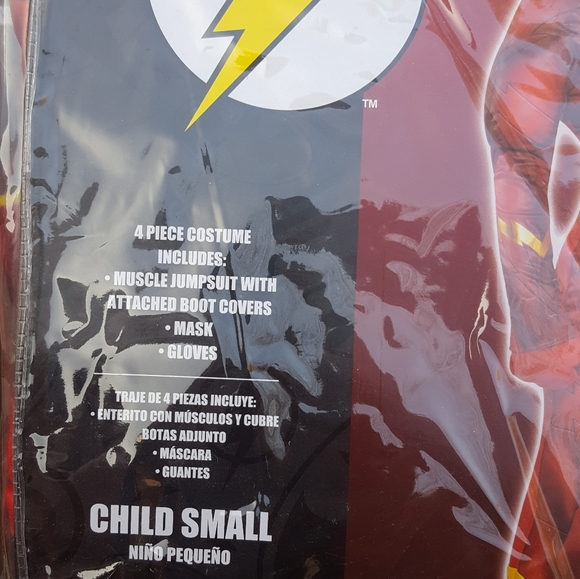 TM
4 PIECE COSTUME
INCLUDES:
• MUSCLE JUMPSUIT WITH
ATTACHED BOOT COVERS
• MASK
• GLOVES
TRAJE DE 4 PIEZAS INCLUYE:
• ENTERITO CON MÚSCULOS Y CUBRE
BOTAS ADJUNTO
• MÁSCARA
• GUANTES
CHILD SMALL
NIÑO PEQUEÑO